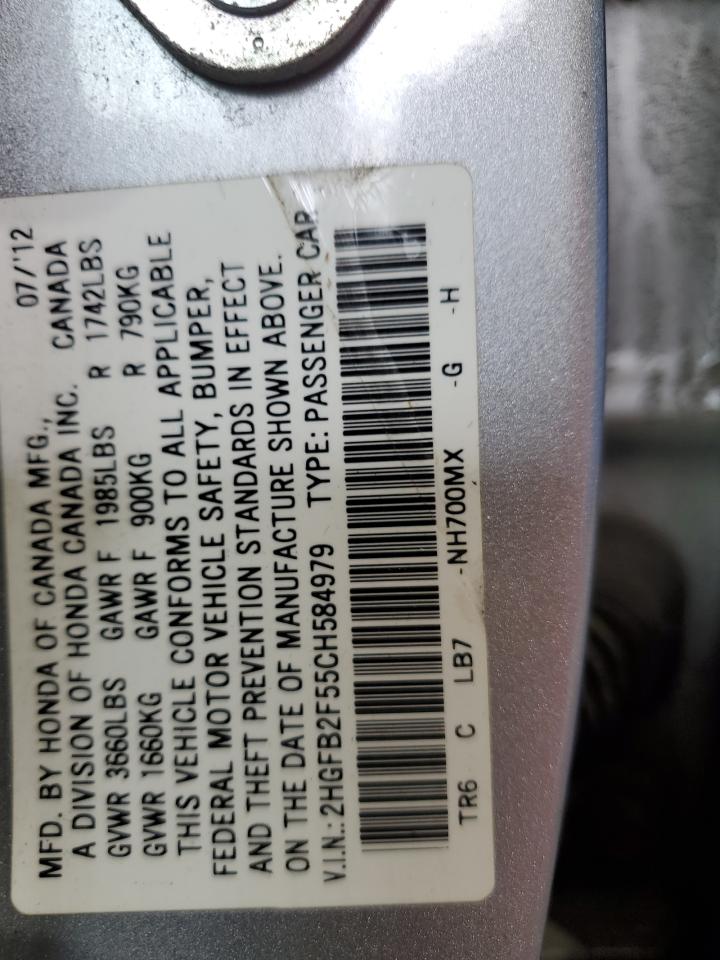 MFD. BY HONDA OF CANADA MFG., 07/'12
A DIVISION OF HONDA CANADA INC. CANADA
GVWR 3660LBS GAWR F 1985LBS R 1742LBS
GVWR 1660KG GAWR F 900KG R 790KG
THIS VEHICLE CONFORMS TO ALL APPLICABLE
FEDERAL MOTOR VEHICLE SAFETY, BUMPER,
AND THEFT PREVENTION STANDARDS IN EFFECT
ON THE DATE OF MANUFACTURE SHOWN ABOVE.
V.I.N.: 2HGFB2F55CH584979 TYPE: PASSENGER CAR
TR6 C LB7 -NH700MX -G -H